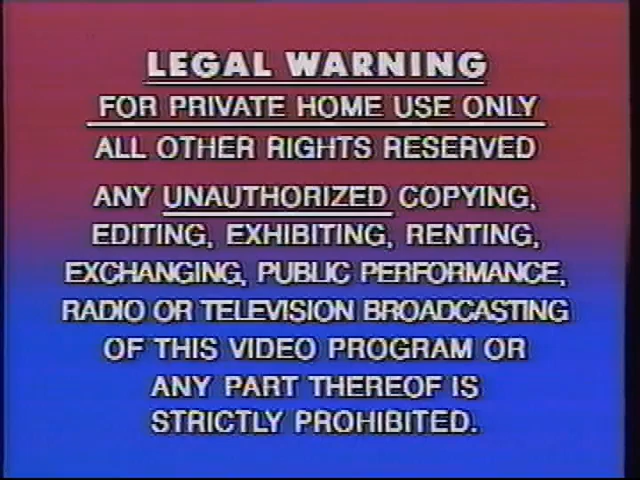 LEGAL WARNING
FOR PRIVATE HOME USE ONLY
ALL OTHER RIGHTS RESERVED
ANY UNAUTHORIZED COPYING,
EDITING, EXHIBITING, RENTING,
EXCHANGING, PUBLIC PERFORMANCE,
RADIO OR TELEVISION BROADCASTING
OF THIS VIDEO PROGRAM OR
ANY PART THEREOF IS
STRICTLY PROHIBITED.